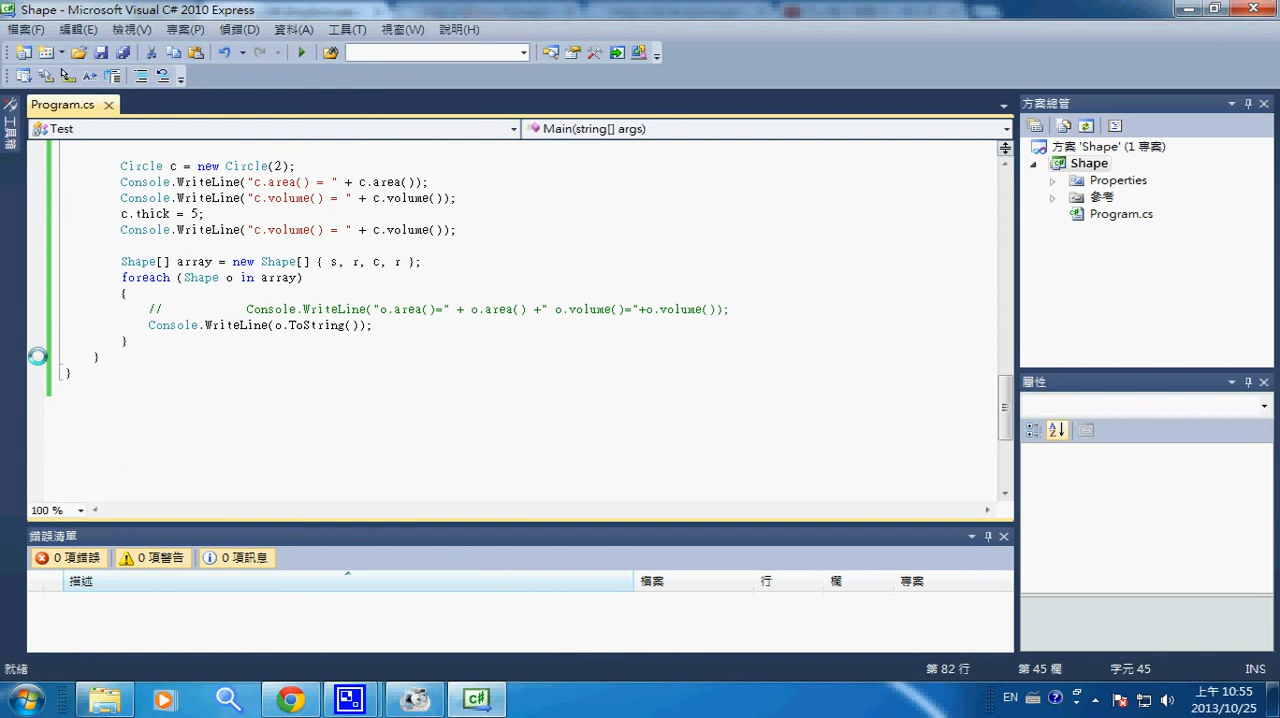 Shape - Microsoft Visual C# 2010 Express
檔案(F) 編輯(E) 檢視(V) 專案(P) 偵錯(D) 資料(A) 工具(T) 視窗(W) 說明(H)
Program.cs
方案總管
工具箱
Test
Main(string[] args)
方案 'Shape' (1 專案)
Shape
Properties
參考
Program.cs
Circle c = new Circle(2);
Console.WriteLine("c.area() = " + c.area());
Console.WriteLine("c.volume() = " + c.volume());
c.thick = 5;
Console.WriteLine("c.volume() = " + c.volume());
Shape[] array = new Shape[] { s, r, c, r };
foreach (Shape o in array)
{
// Console.WriteLine("o.area()=" + o.area() +" o.volume()="+o.volume());
Console.WriteLine(o.ToString());
}
}
}
屬性
100 %
錯誤清單
0 項錯誤 0 項警告 0 項訊息
描述 檔案 行 欄 專案
就緒 第 82 行 第 45 欄 字元 45 INS
EN 上午 10:55
2013/10/25